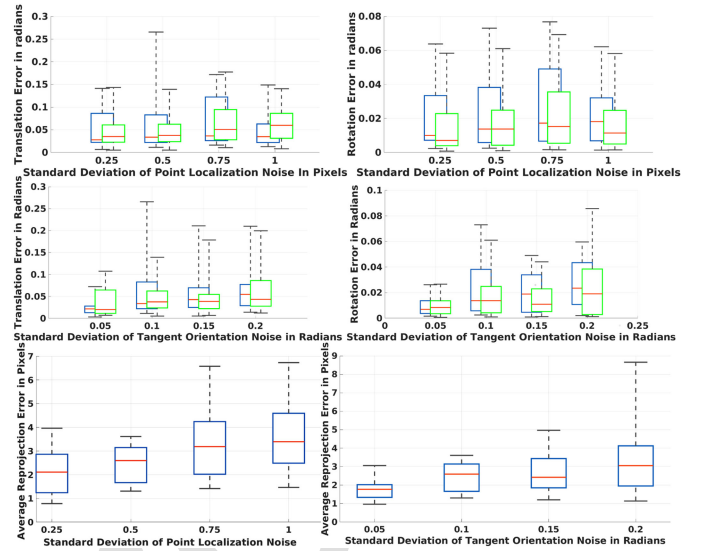 Translation Error in radians
0.3
0.25
0.2
0.15
0.1
0.05
0
0.25 0.5 0.75 1
Standard Deviation of Point Localization Noise In Pixels
Rotation Error in radians
0.08
0.06
0.04
0.02
0
0.25 0.5 0.75 1
Standard Deviation of Point Localization Noise in Pixels
Translation Error in Radians
0.3
0.25
0.2
0.15
0.1
0.05
0
0.05 0.1 0.15 0.2
Standard Deviation of Tangent Orientation Noise in Radians
Rotation Error in Radians
0.1
0.08
0.06
0.04
0.02
0
0 0.05 0.1 0.15 0.2 0.25
Standard Deviation of Tangent Orientation Noise in Radians
Average Reprojection Error in Pixels
7
6
5
4
3
2
1
0
0.25 0.5 0.75 1
Standard Deviation of Point Localization Noise
Average Reprojection Error in Pixels
9
8
7
6
5
4
3
2
1
0
0.05 0.1 0.15 0.2
Standard Deviation of Tangent Orientation Noise in Radians